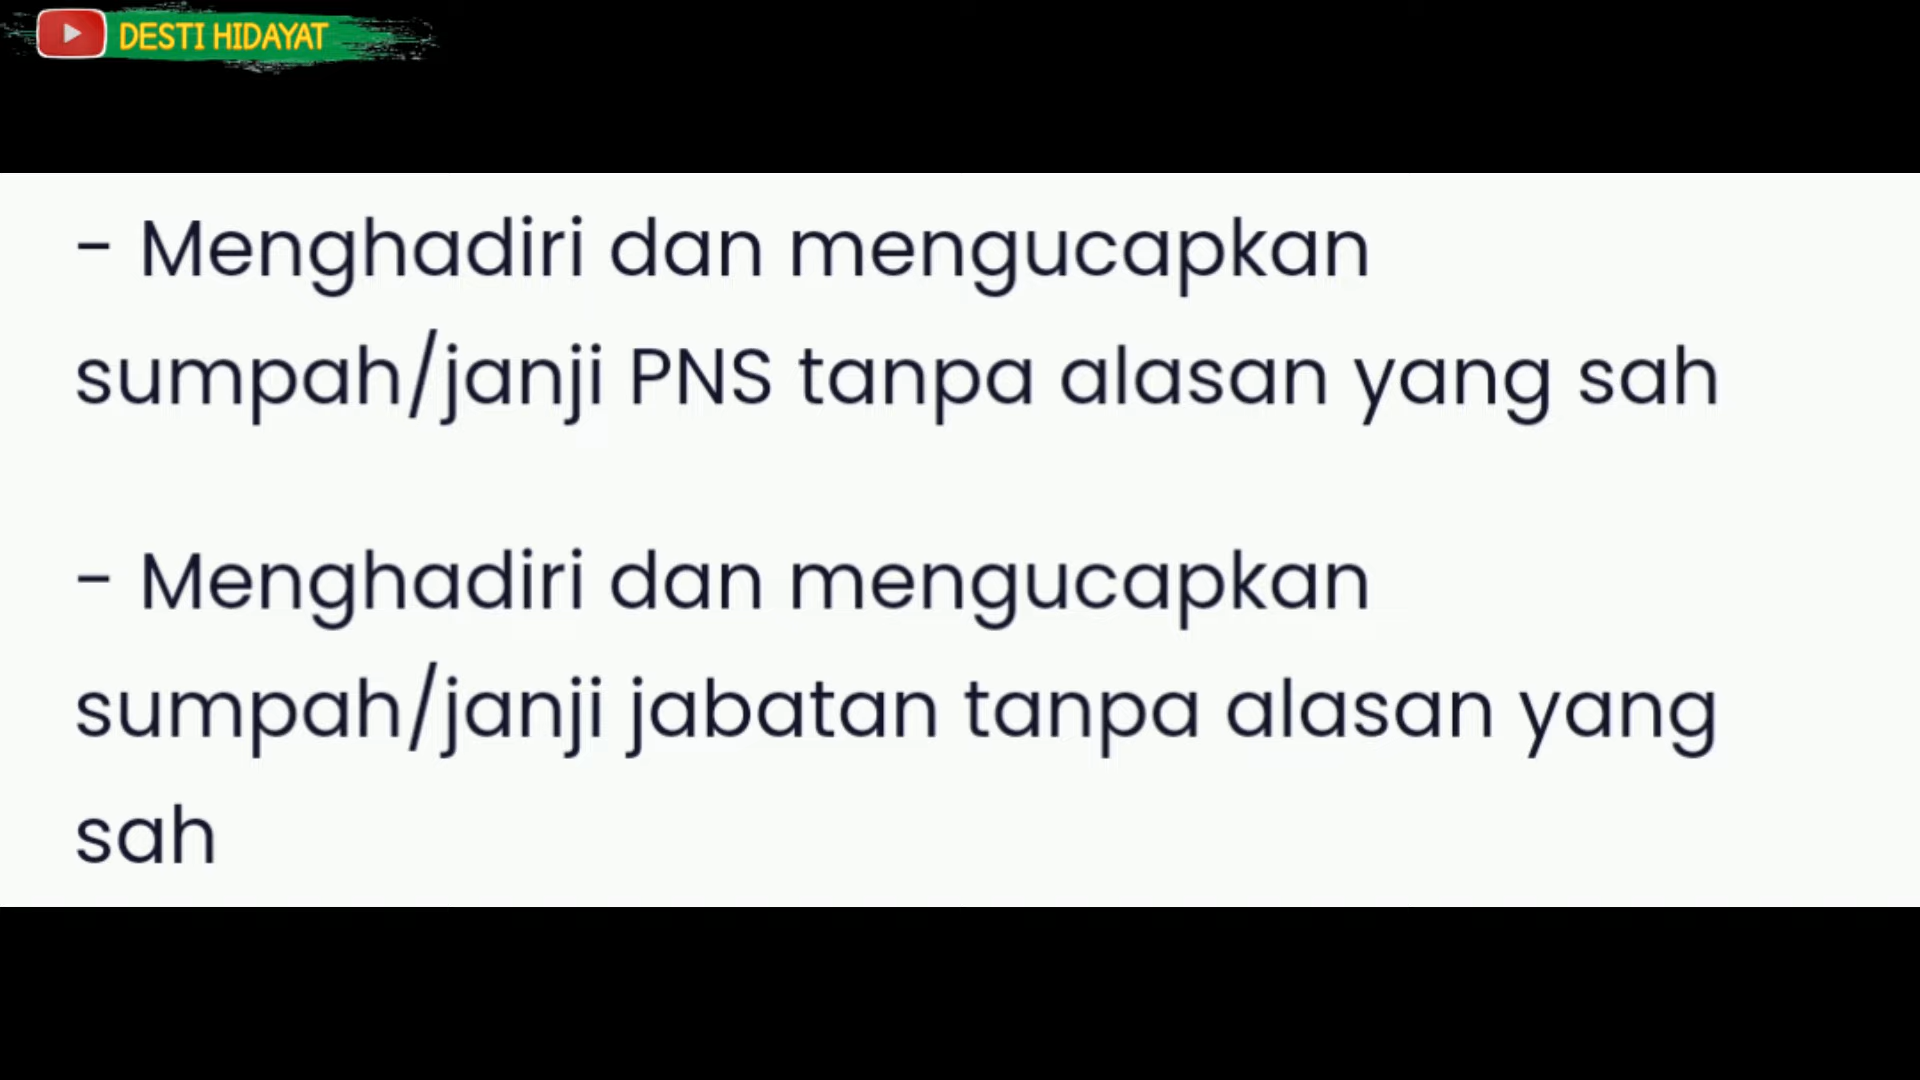 DESTI HIDAYAT
- Menghadiri dan mengucapkan
sumpah/janji PNS tanpa alasan yang sah
- Menghadiri dan mengucapkan
sumpah/janji jabatan tanpa alasan yang
sah